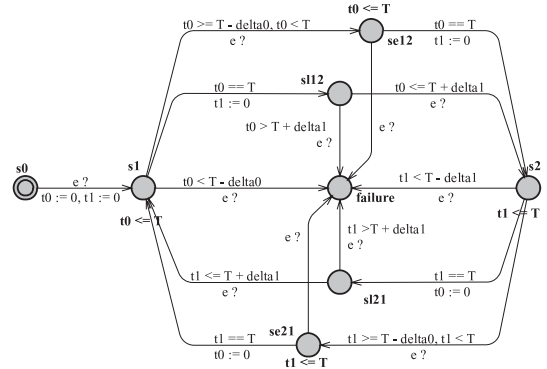 t0 <= T
t0 >= T - delta0, t0 < T
e ?
se12
t0 == T
t1 := 0
t0 == T
t1 := 0
sl12
t0 <= T + delta1
e ?
t0 > T + delta1
e ?
e ?
s0
e ?
t0 := 0, t1 := 0
s1
t0 <= T
t0 < T - delta0
e ?
failure
t1 < T - delta1
e ?
s2
t1 <= T
e ?
t1 >T + delta1
e ?
t1 <= T + delta1
e ?
sl21
t1 == T
t0 := 0
t1 == T
t0 := 0
se21
t1 <= T
t1 >= T - delta0, t1 < T
e ?